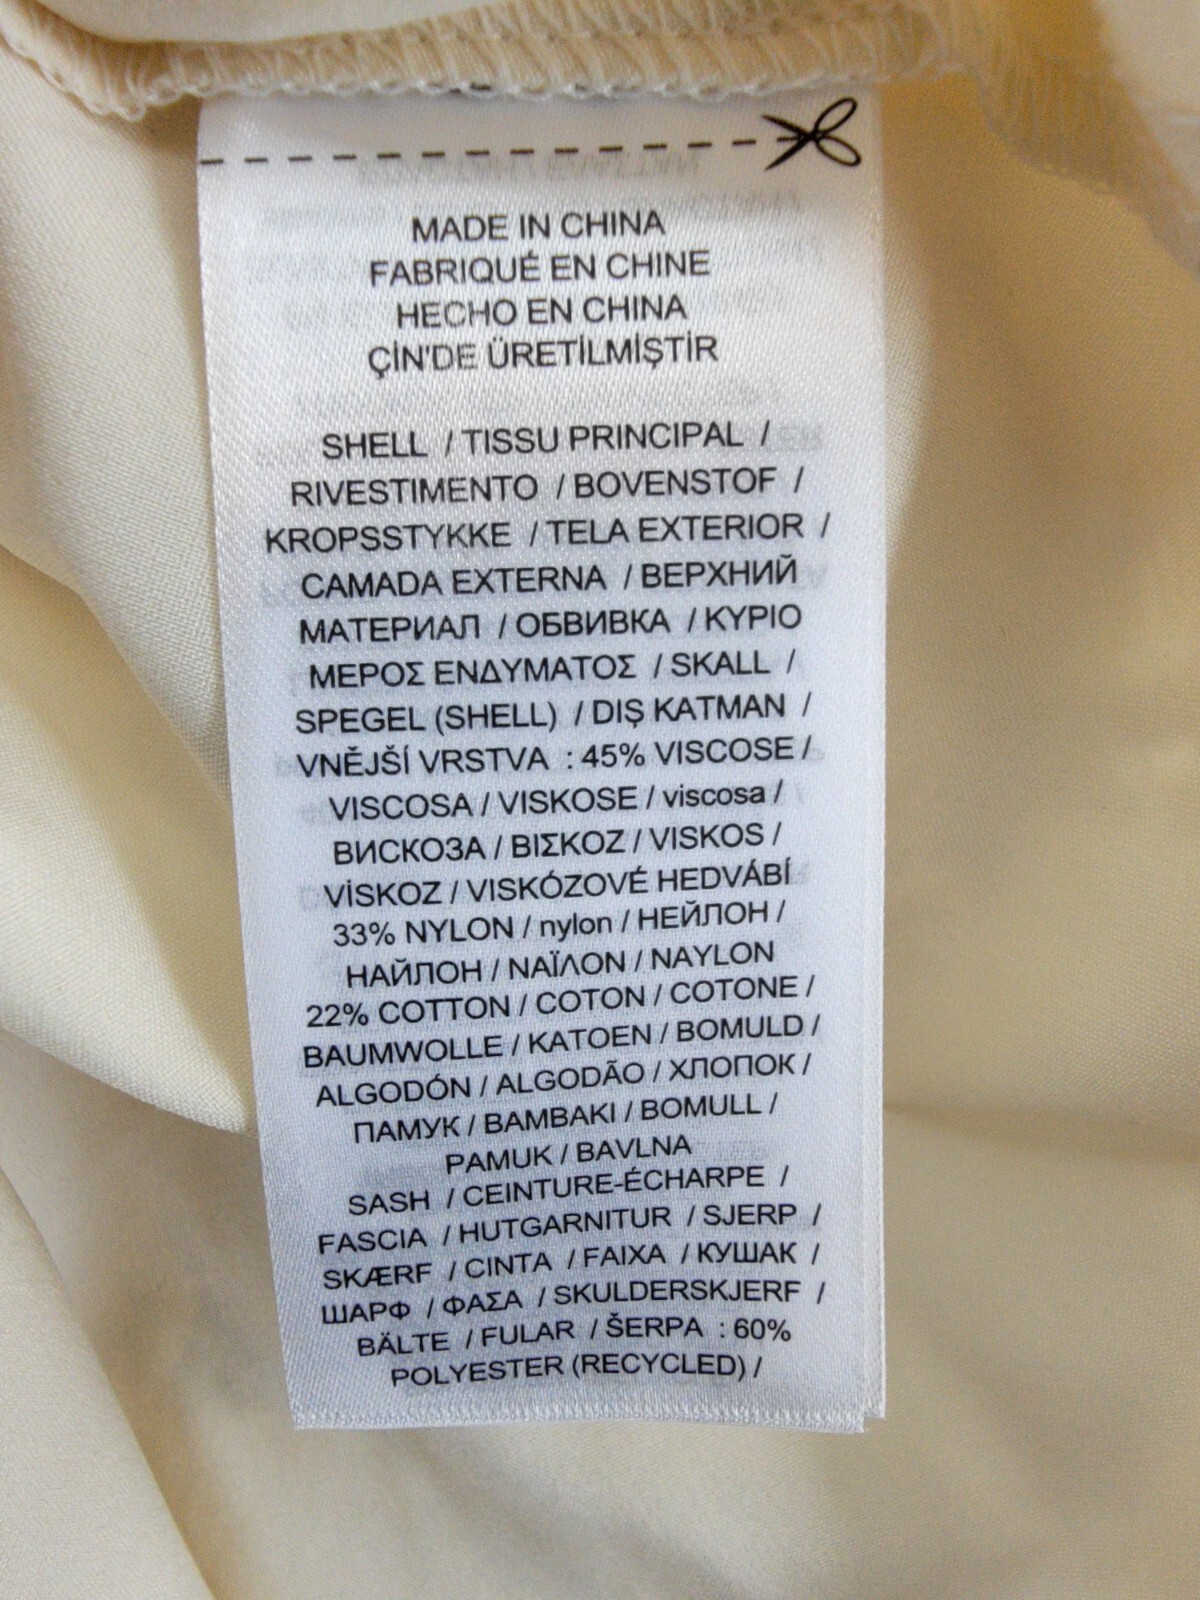 MADE IN CHINA
FABRIQUÉ EN CHINE
HECHO EN CHINA
ÇİN'DE ÜRETİLMİŞTİR
SHELL / TISSU PRINCIPAL /
RIVESTIMENTO / BOVENSTOF /
KROPSSTYKKE / TELA EXTERIOR /
CAMADA EXTERNA / ВЕРХНИЙ
МАТЕРИАЛ / ОБВИВКА / ΚΥΡΙΟ
ΜΕΡΟΣ ΕΝΔΥΜΑΤΟΣ / SKALL /
SPEGEL (SHELL) / DIŞ KATMAN /
VNĚJŠÍ VRSTVA : 45% VISCOSE /
VISCOSA / VISKOSE / viscosa /
ВИСКОЗА / ΒΙΣΚΟΖ / VISKOS /
VİSKOZ / VISKÓZOVÉ HEDVÁBÍ
33% NYLON / nylon / НЕЙЛОН /
НАЙЛОН / ΝΑΪΛΟΝ / NAYLON
22% COTTON / COTON / COTONE /
BAUMWOLLE / KATOEN / BOMULD /
ALGODÓN / ALGODÃO / ХЛОПОК /
ПАМУК / ΒΑΜΒΑΚΙ / BOMULL /
PAMUK / BAVLNA
SASH / CEINTURE-ÉCHARPE /
FASCIA / HUTGARNITUR / SJERP /
SKÆRF / CINTA / FAIXA / КУШАК /
ШАРФ / ΦΑΣΑ / SKULDERSKJERF /
BÄLTE / FULAR / ŠERPA : 60%
POLYESTER (RECYCLED) /